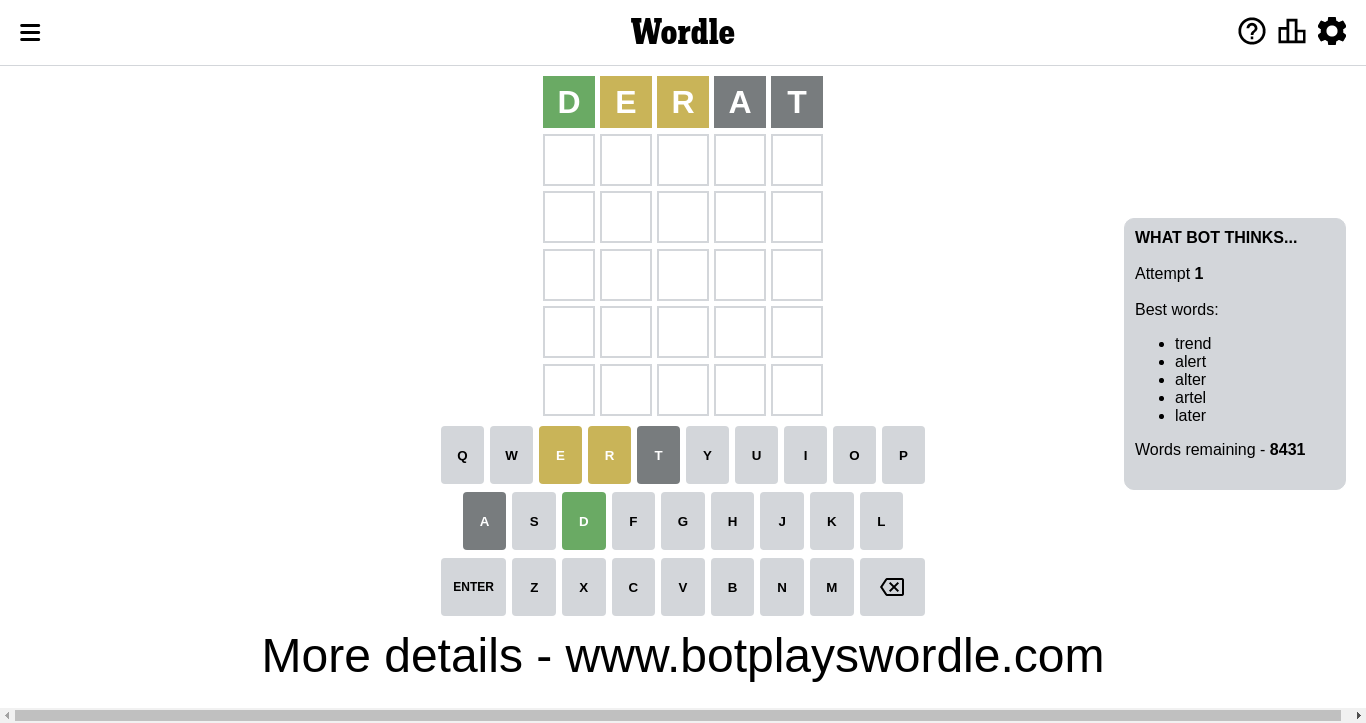 Wordle
D E R A T
WHAT BOT THINKS...
Attempt 1
Best words:
trend
alert
alter
artel
later
Words remaining - 8431
Q W E R T Y U I O P
A S D F G H J K L
ENTER Z X C V B N M
More details - www.botplayswordle.com